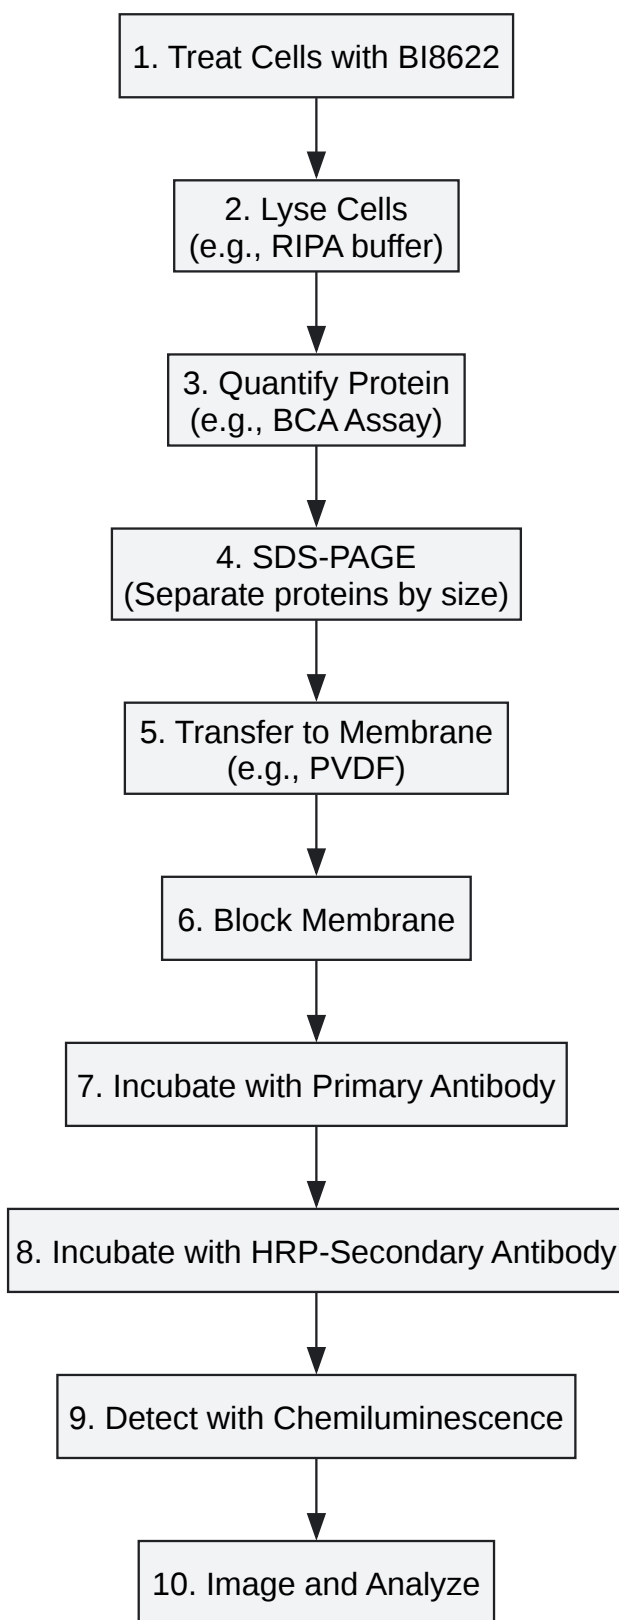 1. Treat Cells with BI8622
2. Lyse Cells
(e.g., RIPA buffer)
3. Quantify Protein
(e.g., BCA Assay)
4. SDS-PAGE
(Separate proteins by size)
5. Transfer to Membrane
(e.g., PVDF)
6. Block Membrane
7. Incubate with Primary Antibody
8. Incubate with HRP-Secondary Antibody
9. Detect with Chemiluminescence
10. Image and Analyze